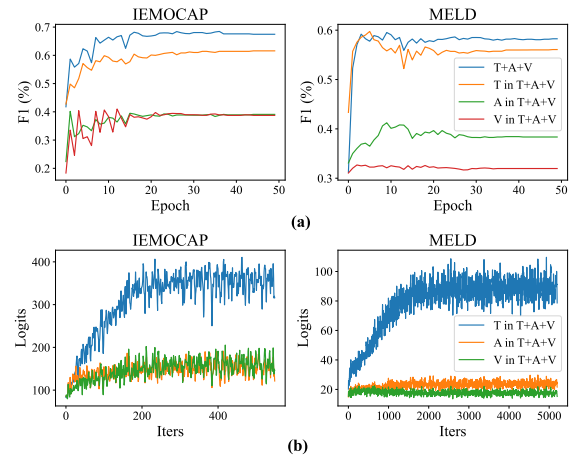 IEMOCAP
MELD
F1 (%)
0.7
0.6
0.5
0.4
0.3
0.2
0 10 20 30 40 50
Epoch
F1 (%)
0.6
0.5
0.4
0.3
0 10 20 30 40 50
Epoch
T+A+V
T in T+A+V
A in T+A+V
V in T+A+V
(a)
IEMOCAP
MELD
Logits
400
300
200
100
0 200 400
Iters
Logits
100
80
60
40
20
0 1000 2000 3000 4000 5000
Iters
T in T+A+V
A in T+A+V
V in T+A+V
(b)